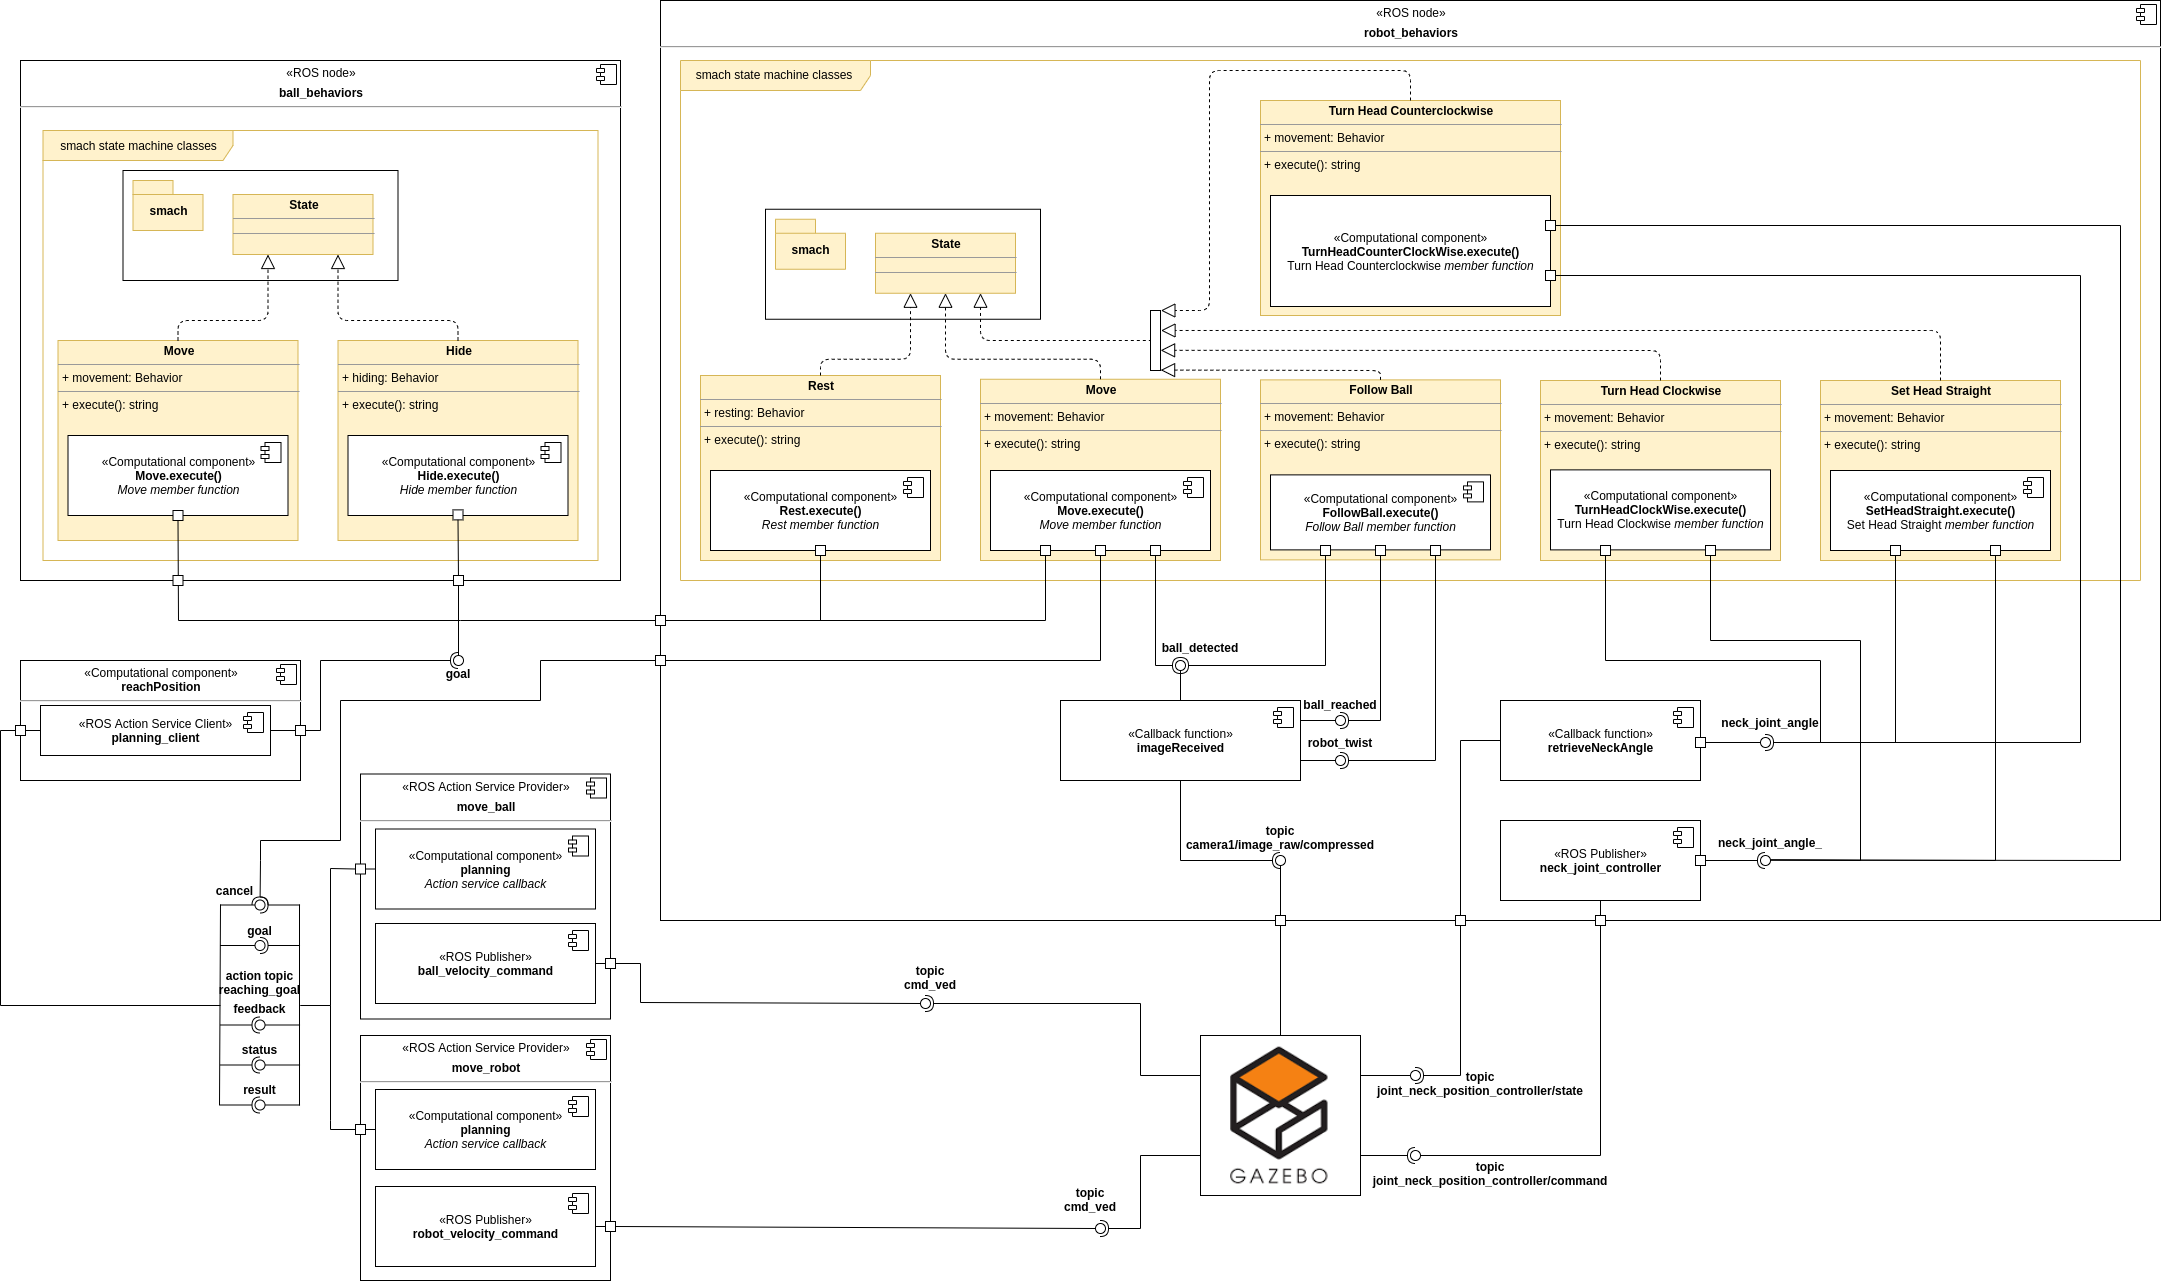 «ROS node»
robot_behaviors
smach state machine classes
Turn Head Counterclockwise
+ movement: Behavior
+ execute(): string
«Computational component»
TurnHeadCounterClockWise.execute()
Turn Head Counterclockwise member function
smach
State
Rest
+ resting: Behavior
+ execute(): string
«Computational component»
Rest.execute()
Rest member function
Move
+ movement: Behavior
+ execute(): string
«Computational component»
Move.execute()
Move member function
Follow Ball
+ movement: Behavior
+ execute(): string
«Computational component»
FollowBall.execute()
Follow Ball member function
Turn Head Clockwise
+ movement: Behavior
+ execute(): string
«Computational component»
TurnHeadClockWise.execute()
Turn Head Clockwise member function
Set Head Straight
+ movement: Behavior
+ execute(): string
«Computational component»
SetHeadStraight.execute()
Set Head Straight member function
«ROS node»
ball_behaviors
smach state machine classes
smach
State
Move
+ movement: Behavior
+ execute(): string
«Computational component»
Move.execute()
Move member function
Hide
+ hiding: Behavior
+ execute(): string
«Computational component»
Hide.execute()
Hide member function
goal
«Computational component»
reachPosition
«ROS Action Service Client»
planning_client
ball_detected
«Callback function»
imageReceived
ball_reached
robot_twist
«Callback function»
retrieveNeckAngle
neck_joint_angle
«ROS Publisher»
neck_joint_controller
neck_joint_angle_
topic
camera1/image_raw/compressed
«ROS Action Service Provider»
move_ball
«Computational component»
planning
Action service callback
«ROS Publisher»
ball_velocity_command
cancel
goal
action topic
reaching_goal
feedback
status
result
«ROS Action Service Provider»
move_robot
«Computational component»
planning
Action service callback
«ROS Publisher»
robot_velocity_command
topic
cmd_ved
topic
cmd_ved
GAZEBO
topic
joint_neck_position_controller/state
topic
joint_neck_position_controller/command